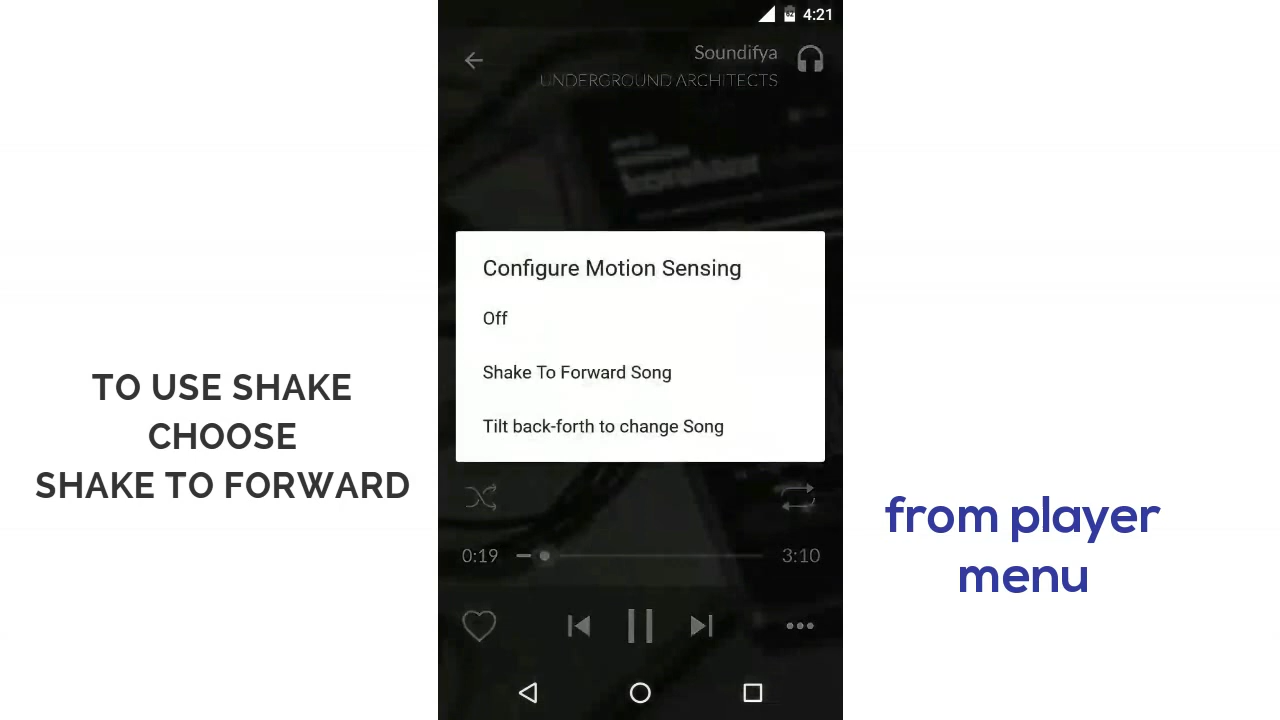 4:21
Soundifya
UNDERGROUND ARCHITECTS
Configure Motion Sensing
Off
Shake To Forward Song
Tilt back-forth to change Song
0:19
3:10
TO USE SHAKE
CHOOSE
SHAKE TO FORWARD
from player
menu